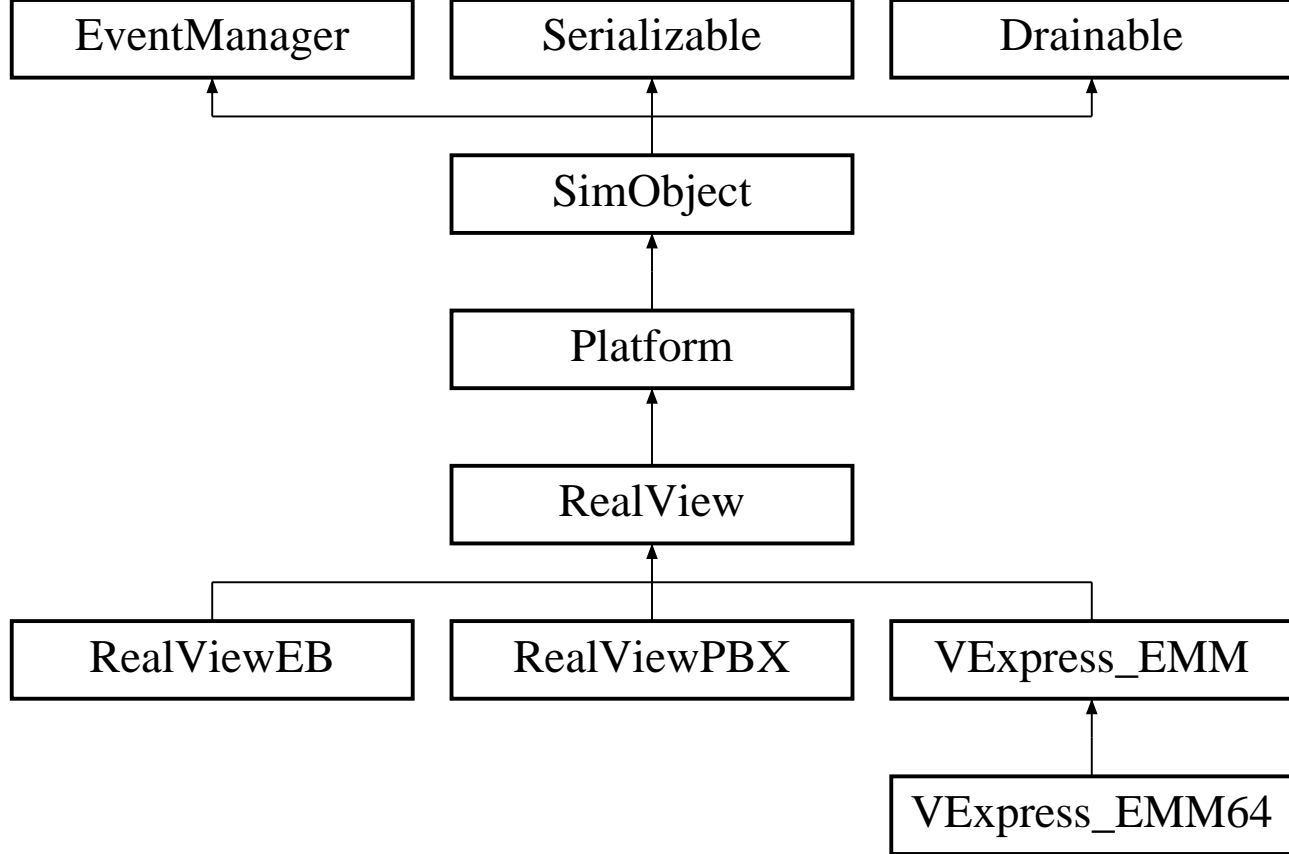 EventManager
Serializable
Drainable
SimObject
Platform
RealView
RealViewEB
RealViewPBX
VExpress_EMM
VExpress_EMM64